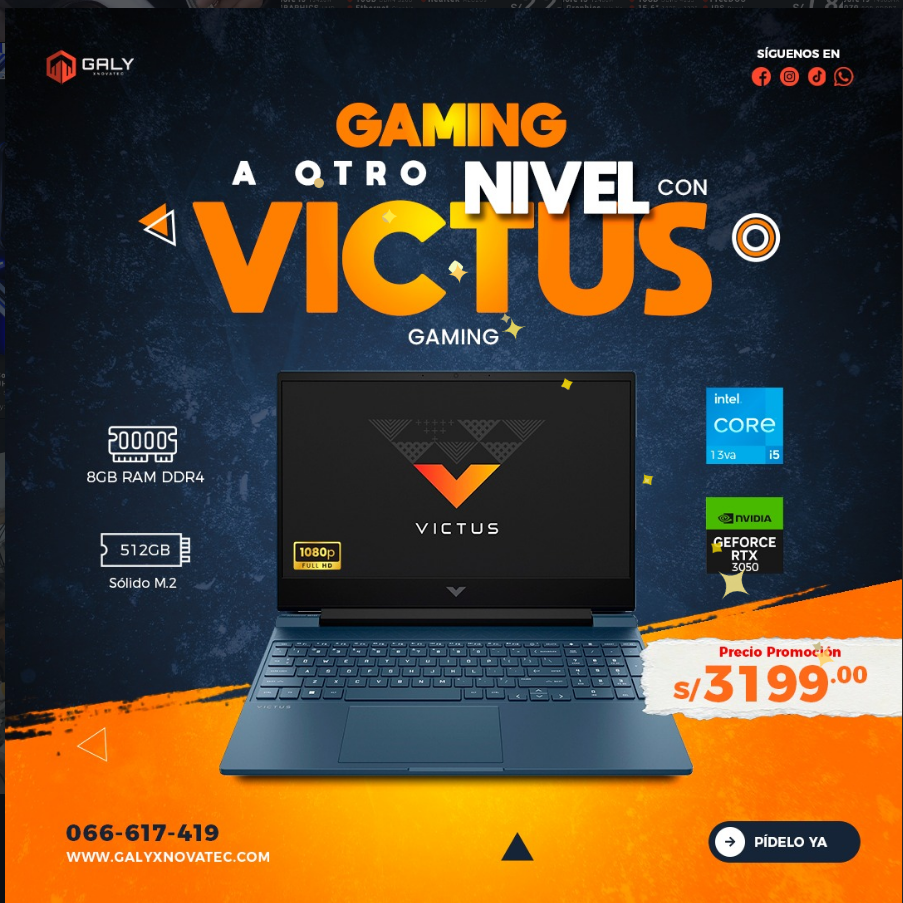 GALY
XNOVATEC
SÍGUENOS EN
GAMING
A OTRO NIVEL CON
VICTUS
GAMING
8GB RAM DDR4
512GB
Sólido M.2
VICTUS
1080p
FULL HD
VICTUS
intel.
CORe
13va i5
NVIDIA
GEFORCE
RTX
3050
Precio Promoción
S/3199.00
066-617-419
WWW.GALYXNOVATEC.COM
PÍDELO YA